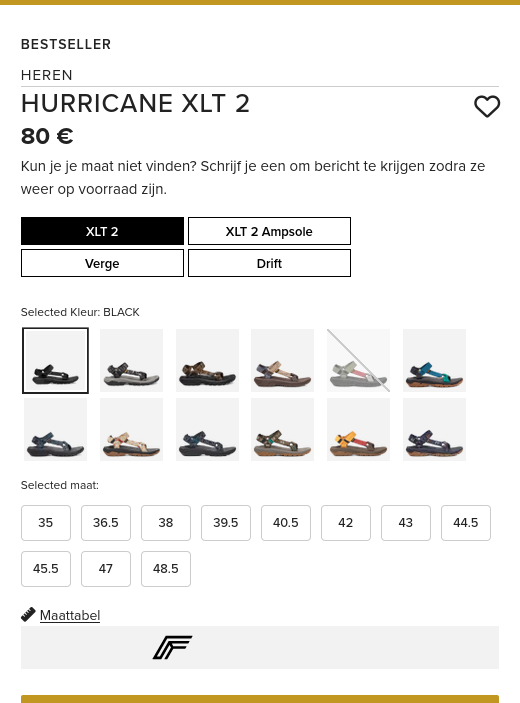 BESTSELLER
HEREN
HURRICANE XLT 2
80 €
Kun je je maat niet vinden? Schrijf je een om bericht te krijgen zodra ze
weer op voorraad zijn.
XLT 2
XLT 2 Ampsole
Verge
Drift
Selected Kleur: BLACK
Selected maat:
35
36.5
38
39.5
40.5
42
43
44.5
45.5
47
48.5
Maattabel